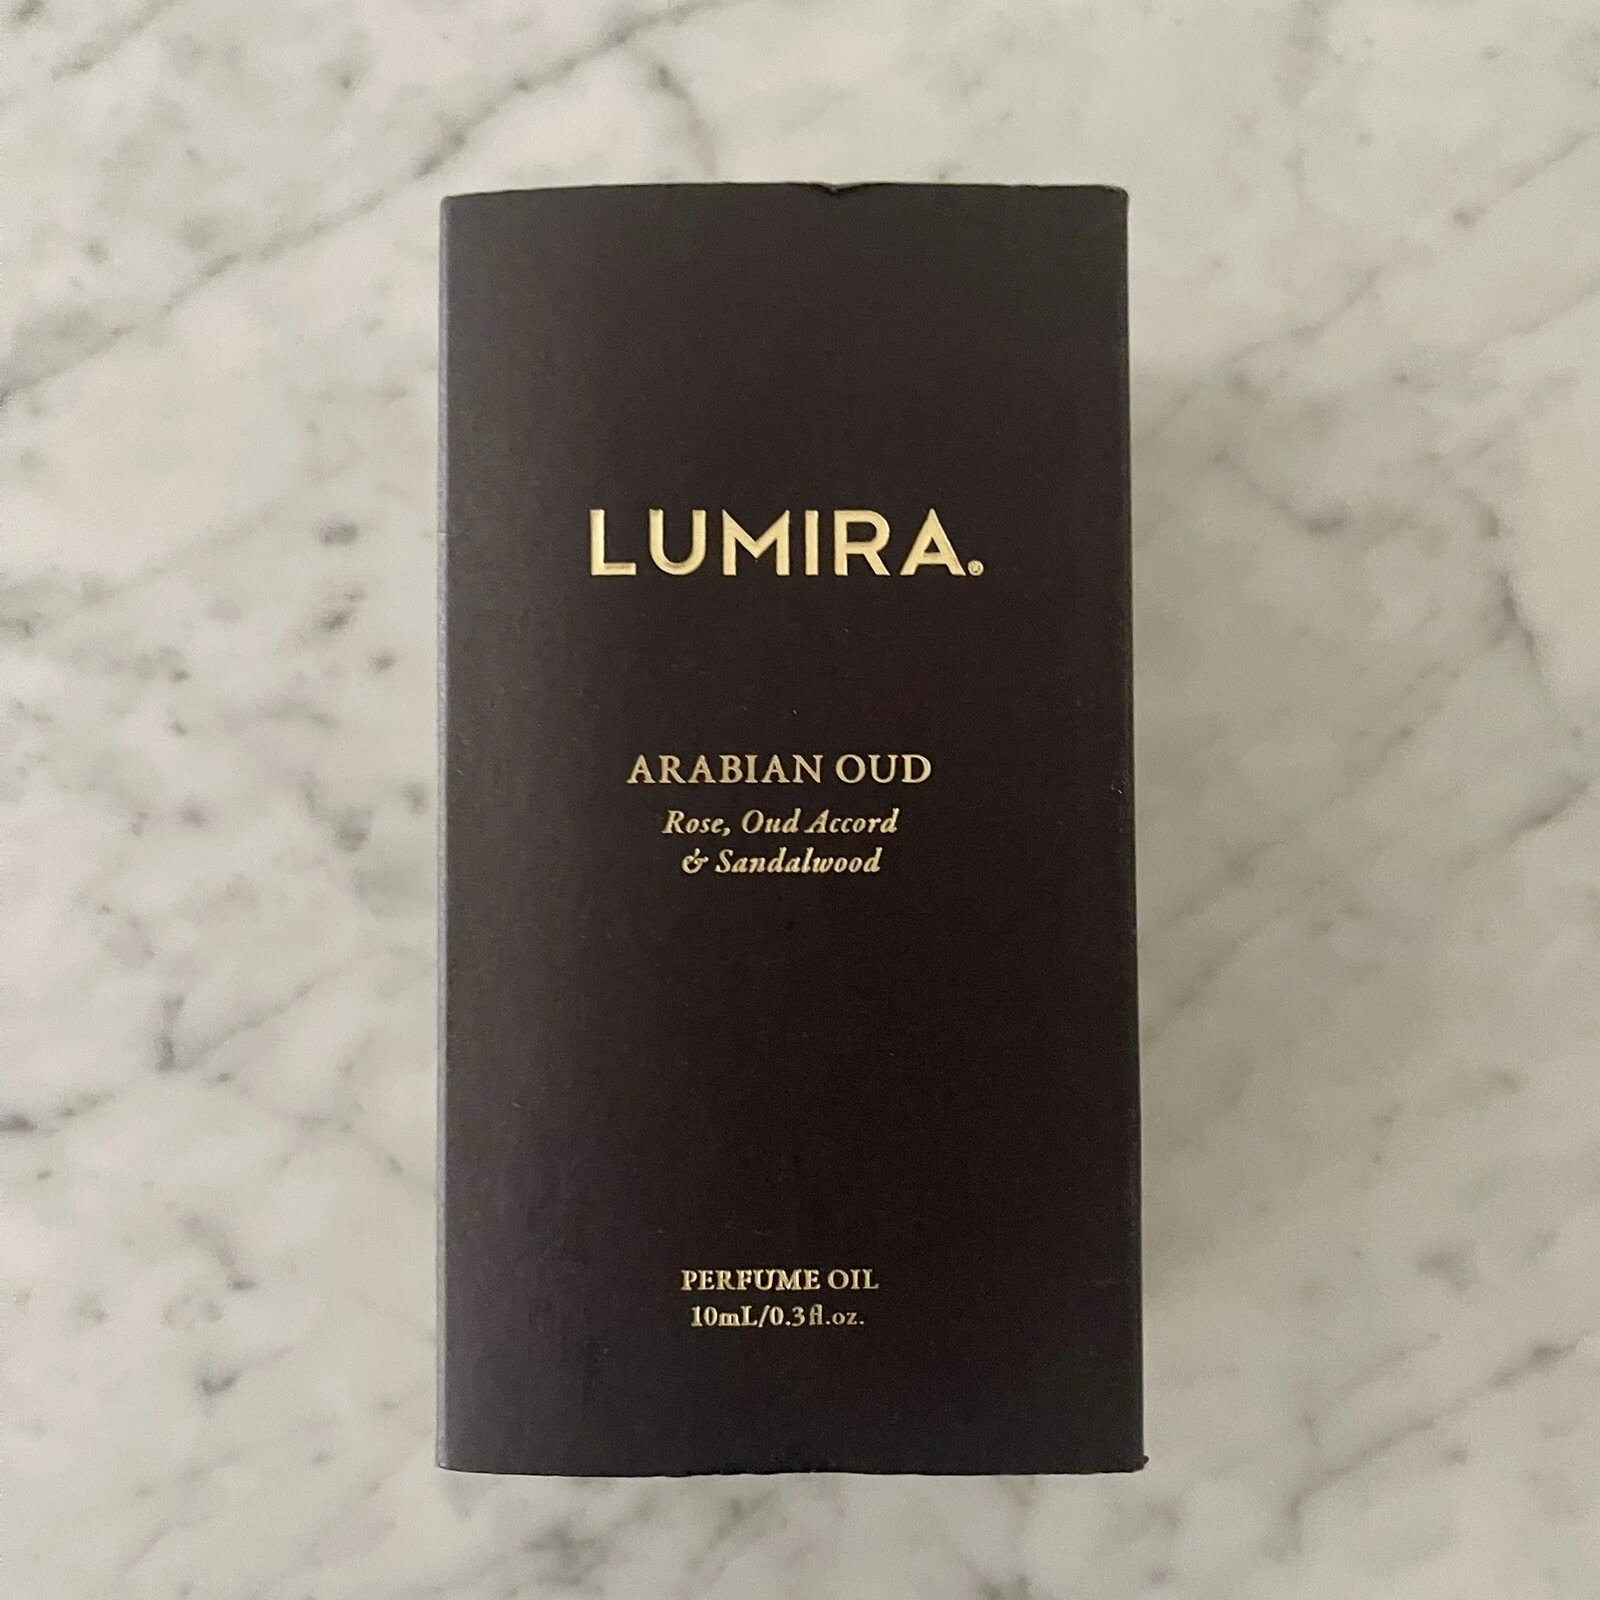 LUMIRA.®
ARABIAN OUD
Rose, Oud Accord
& Sandalwood
PERFUME OIL
10mL/0.3fl.oz.